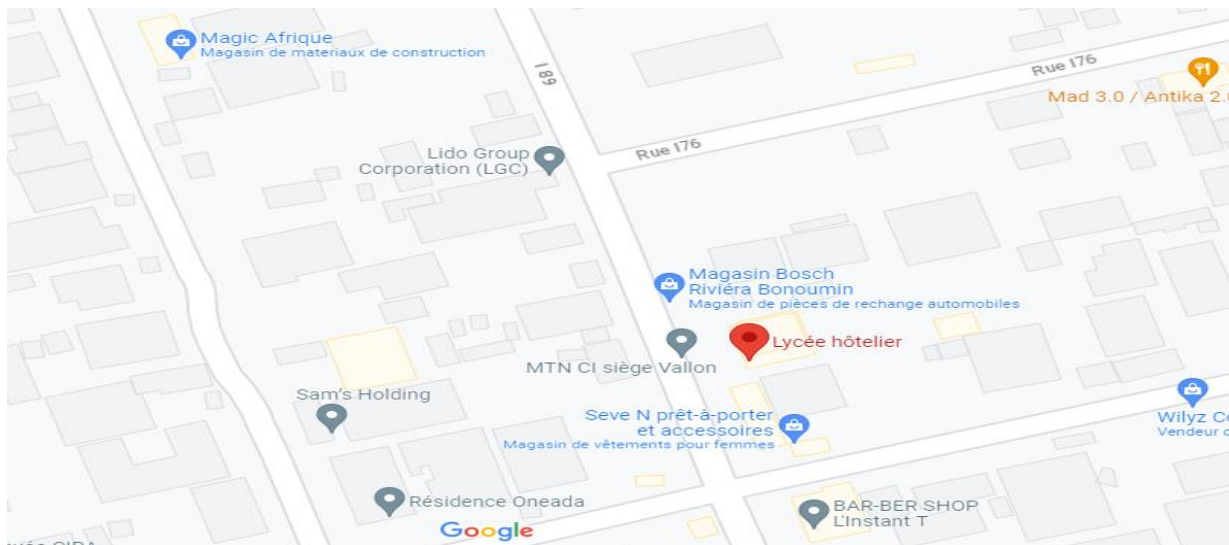 Magic Afrique
Magasin de materiaux de construction
I 89
Rue I76
Mad 3.0 / Antika 2.
Lido Group
Corporation (LGC)
Rue I76
Magasin Bosch
Riviéra Bonoumin
Magasin de pièces de rechange automobiles
Lycée hôtelier
MTN CI siège Vallon
Sam's Holding
Seve N prêt-à-porter
et accessoires
Magasin de vêtements pour femmes
Wilyz
Vendeur
Résidence Oneada
BAR-BER SHOP
L'Instant T
Google